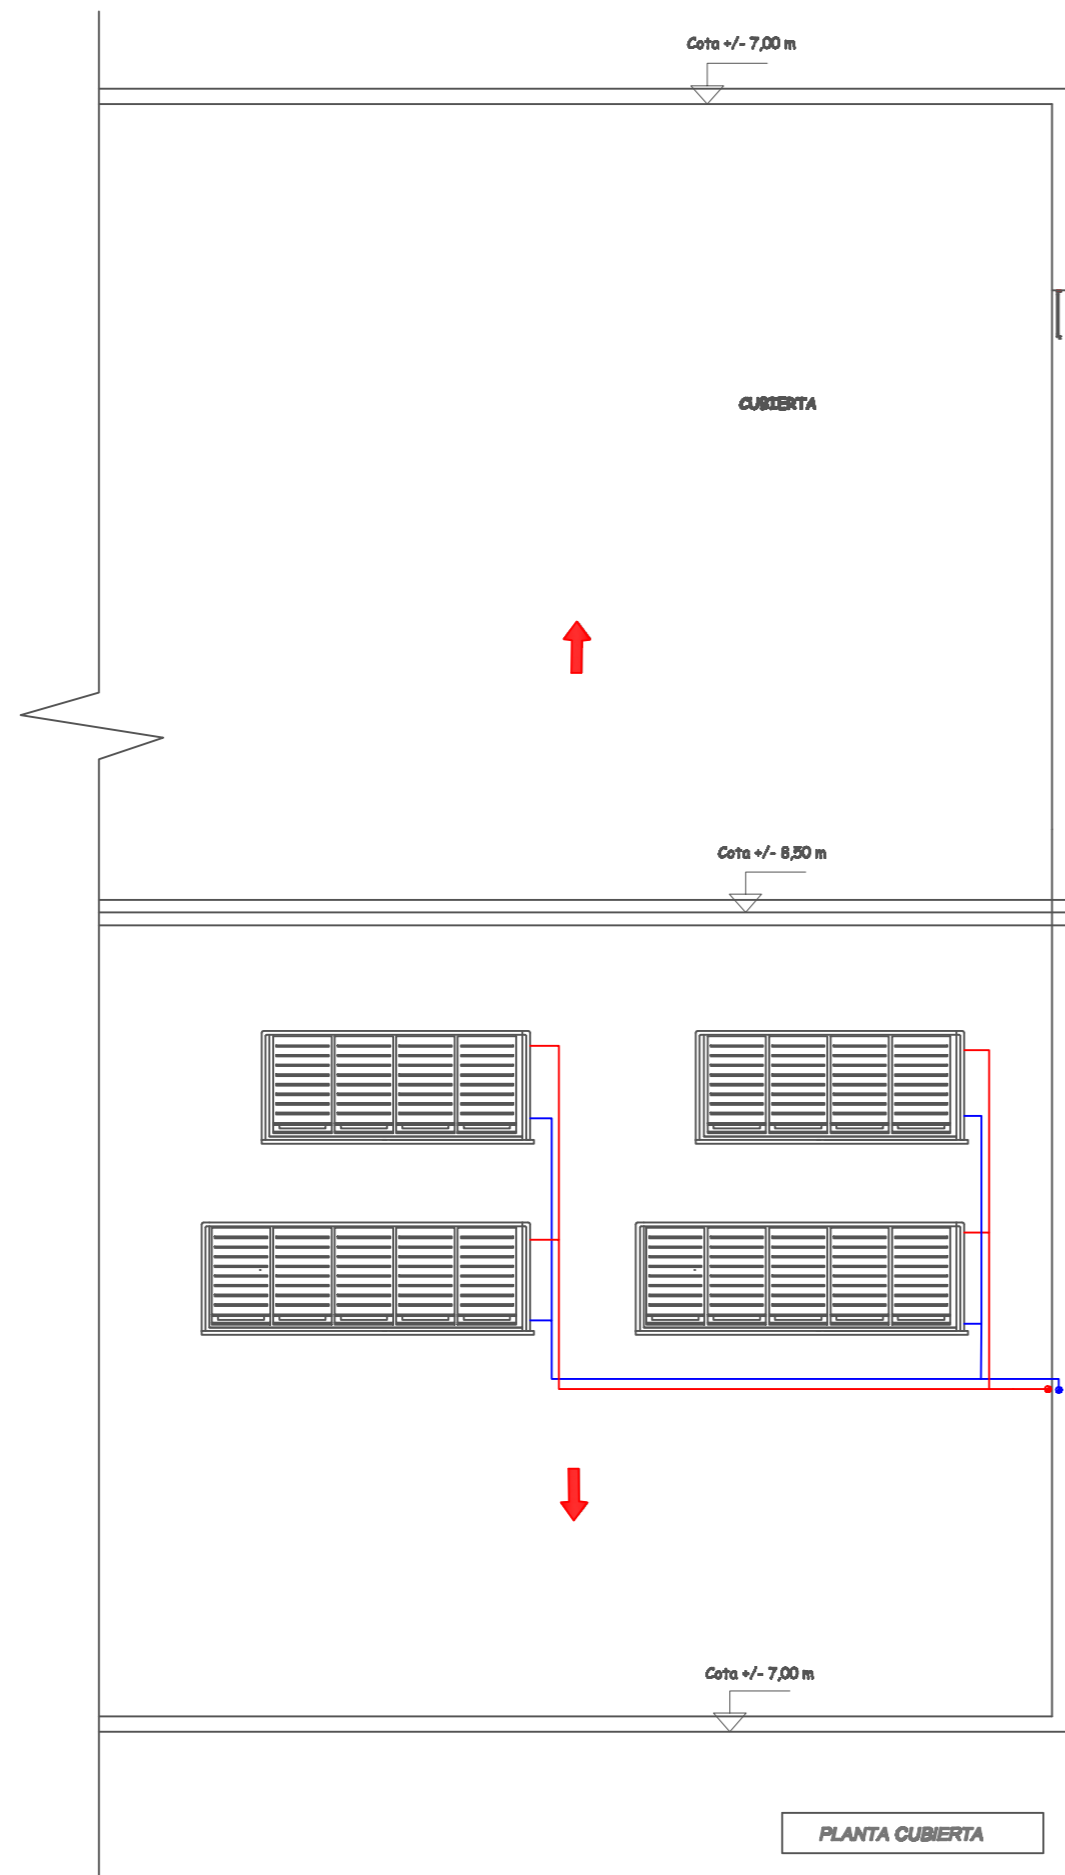 Cota +/- 7,00 m
CUBIERTA
Cota +/- 8,50 m
Cota +/- 7,00 m
PLANTA CUBIERTA